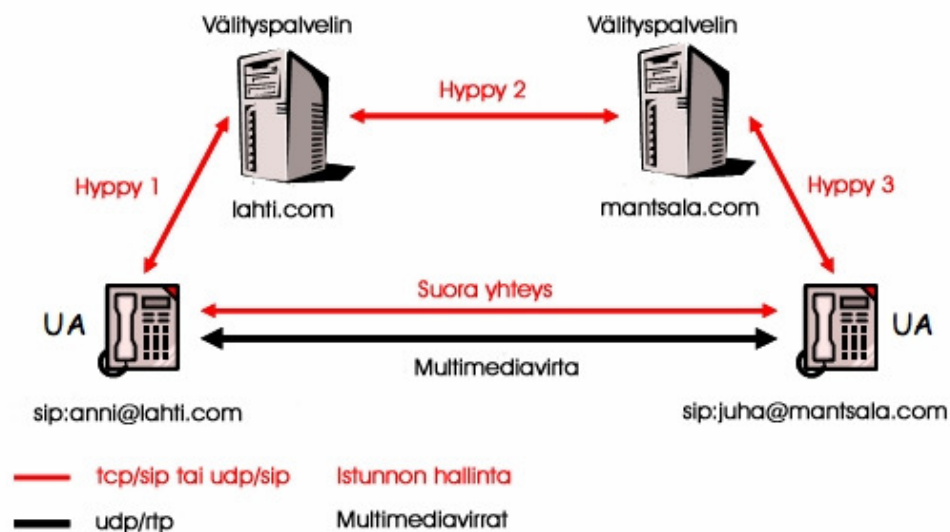 Välityspalvelin
Välityspalvelin
Hyppy 2
Hyppy 1
lahti.com
mantsala.com
Hyppy 3
Suora yhteys
UA
UA
Multimediavirta
sip:anni@lahti.com
sip:juha@mantsala.com
tcp/sip tai udp/sip
Istunnon hallinta
udp/rtp
Multimediavirrat